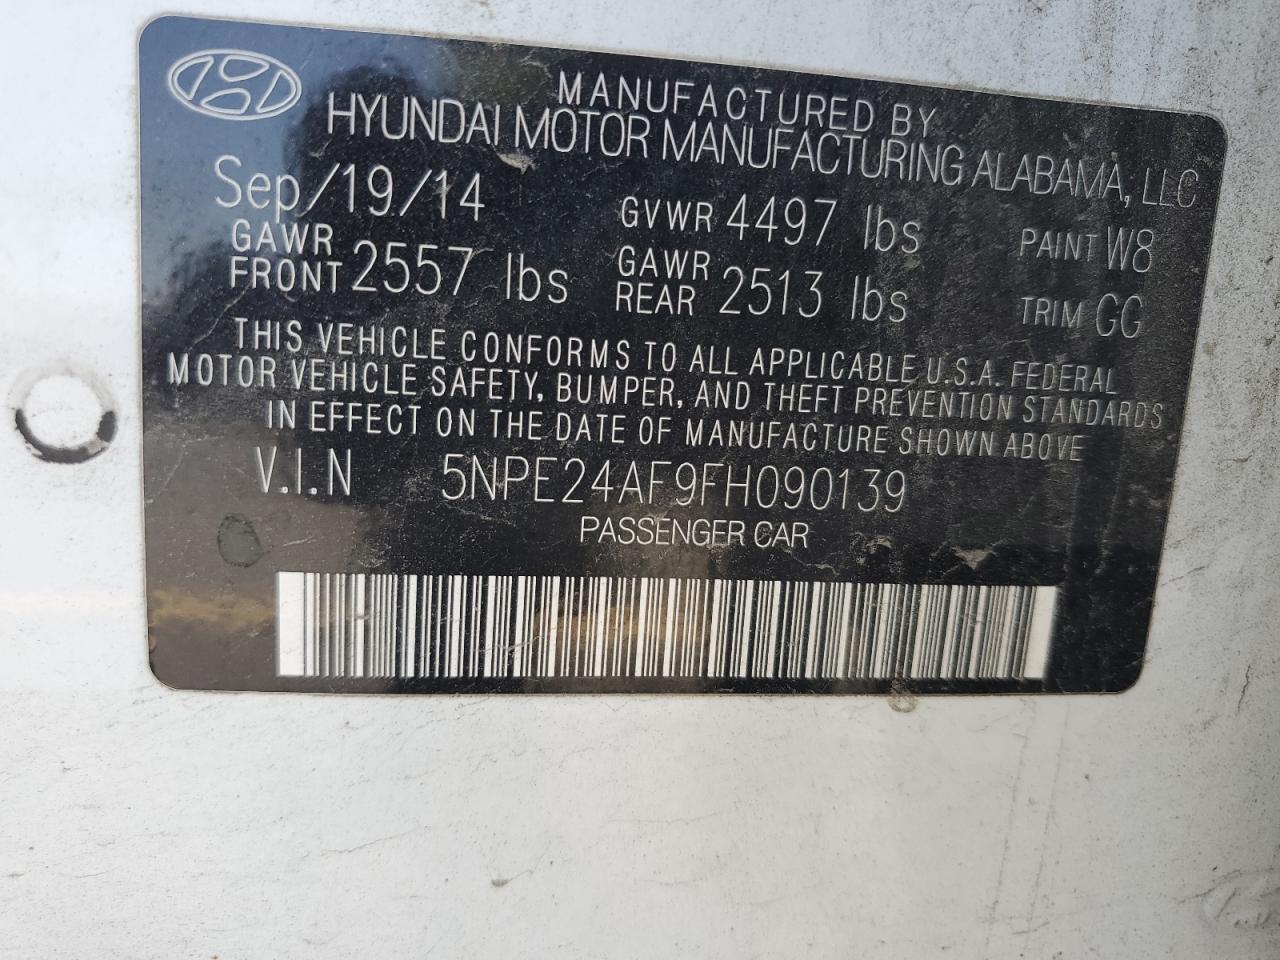 MANUFACTURED BY
HYUNDAI MOTOR MANUFACTURING ALABAMA, LLC
Sep/19/14 GVWR 4497 lbs PAINT W8
GAWR FRONT 2557 lbs GAWR REAR 2513 lbs TRIM GG
THIS VEHICLE CONFORMS TO ALL APPLICABLE U.S.A. FEDERAL
MOTOR VEHICLE SAFETY, BUMPER, AND THEFT PREVENTION STANDARDS
IN EFFECT ON THE DATE OF MANUFACTURE SHOWN ABOVE
V.I.N 5NPE24AF9FH090139
PASSENGER CAR